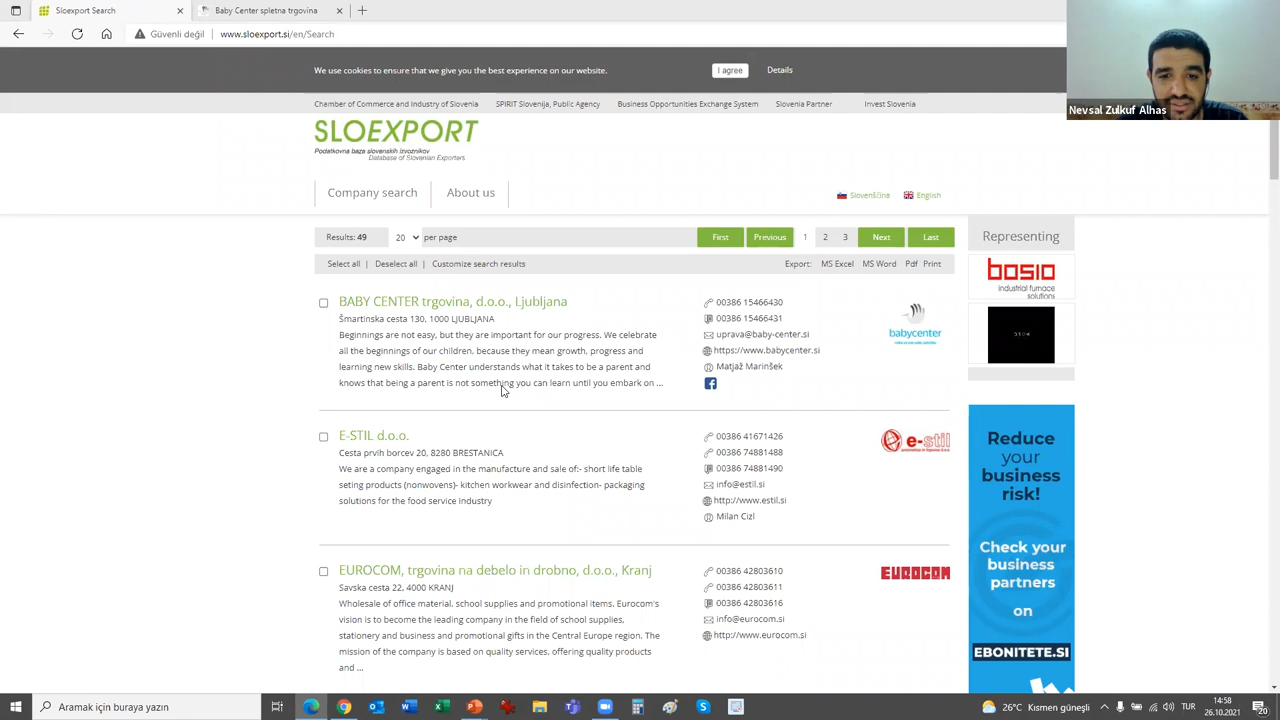 Sloexport Search
Baby Center spletna trgovina
Güvenli değil
www.sloexport.si/en/Search
Nevsal Zulkuf Alhas
We use cookies to ensure that we give you the best experience on our website.
I agree
Details
Chamber of Commerce and Industry of Slovenia
SPIRIT Slovenija, Public Agency
Business Opportunities Exchange System
Slovenia Partner
Invest Slovenia
SLOEXPORT
Podatkovna baza slovenskih izvoznikov
Database of Slovenian Exporters
Company search
About us
Slovenščina
English
Results: 49
20
per page
First
Previous
1
2
3
Next
Last
Select all | Deselect all | Customize search results
Export: MS Excel MS Word Pdf Print
BABY CENTER trgovina, d.o.o., Ljubljana
Šmartinska cesta 130, 1000 LJUBLJANA
Beginnings are not easy, but they are important for our progress. We celebrate
all the beginnings of our children, because they mean growth, progress and
learning new skills. Baby Center understands what it takes to be a parent and
knows that being a parent is not something you can learn until you embark on ...
00386 15466430
00386 15466431
uprava@baby-center.si
https://www.babycenter.si
Matjaž Marinšek
babycenter
E-STIL d.o.o.
Cesta prvih borcev 20, 8280 BRESTANICA
We are a company engaged in the manufacture and sale of:- short life table
setting products (nonwovens)- kitchen workwear and disinfection- packaging
solutions for the food service industry
00386 41671426
00386 74881488
00386 74881490
info@estil.si
http://www.estil.si
Milan Cizl
e-stil
EUROCOM, trgovina na debelo in drobno, d.o.o., Kranj
Savska cesta 22, 4000 KRANJ
Wholesale of office material, school supplies and promotional items. Eurocom's
vision is to become the leading company in the field of school supplies,
stationery and business and promotional gifts in the Central Europe region. The
mission of the company is based on quality services, offering quality products
and ...
00386 42803610
00386 42803611
00386 42803616
info@eurocom.si
http://www.eurocom.si
EUROCOM
Representing
bosio
industrial furnace
solutions
Reduce
your
business
risk!
Check your
business
partners
on
EBONITETE.SI
Aramak için buraya yazın
26°C Kısmen güneşli
TUR
14:58
26.10.2021
20